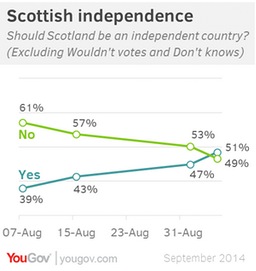 Scottish independence
Should Scotland be an independent country?
(Excluding Wouldn't votes and Don't knows)
61%
57%
53%
51%
No
49%
Yes
47%
43%
39%
07-Aug 15-Aug 23-Aug 31-Aug
YouGov | yougov.com September 2014